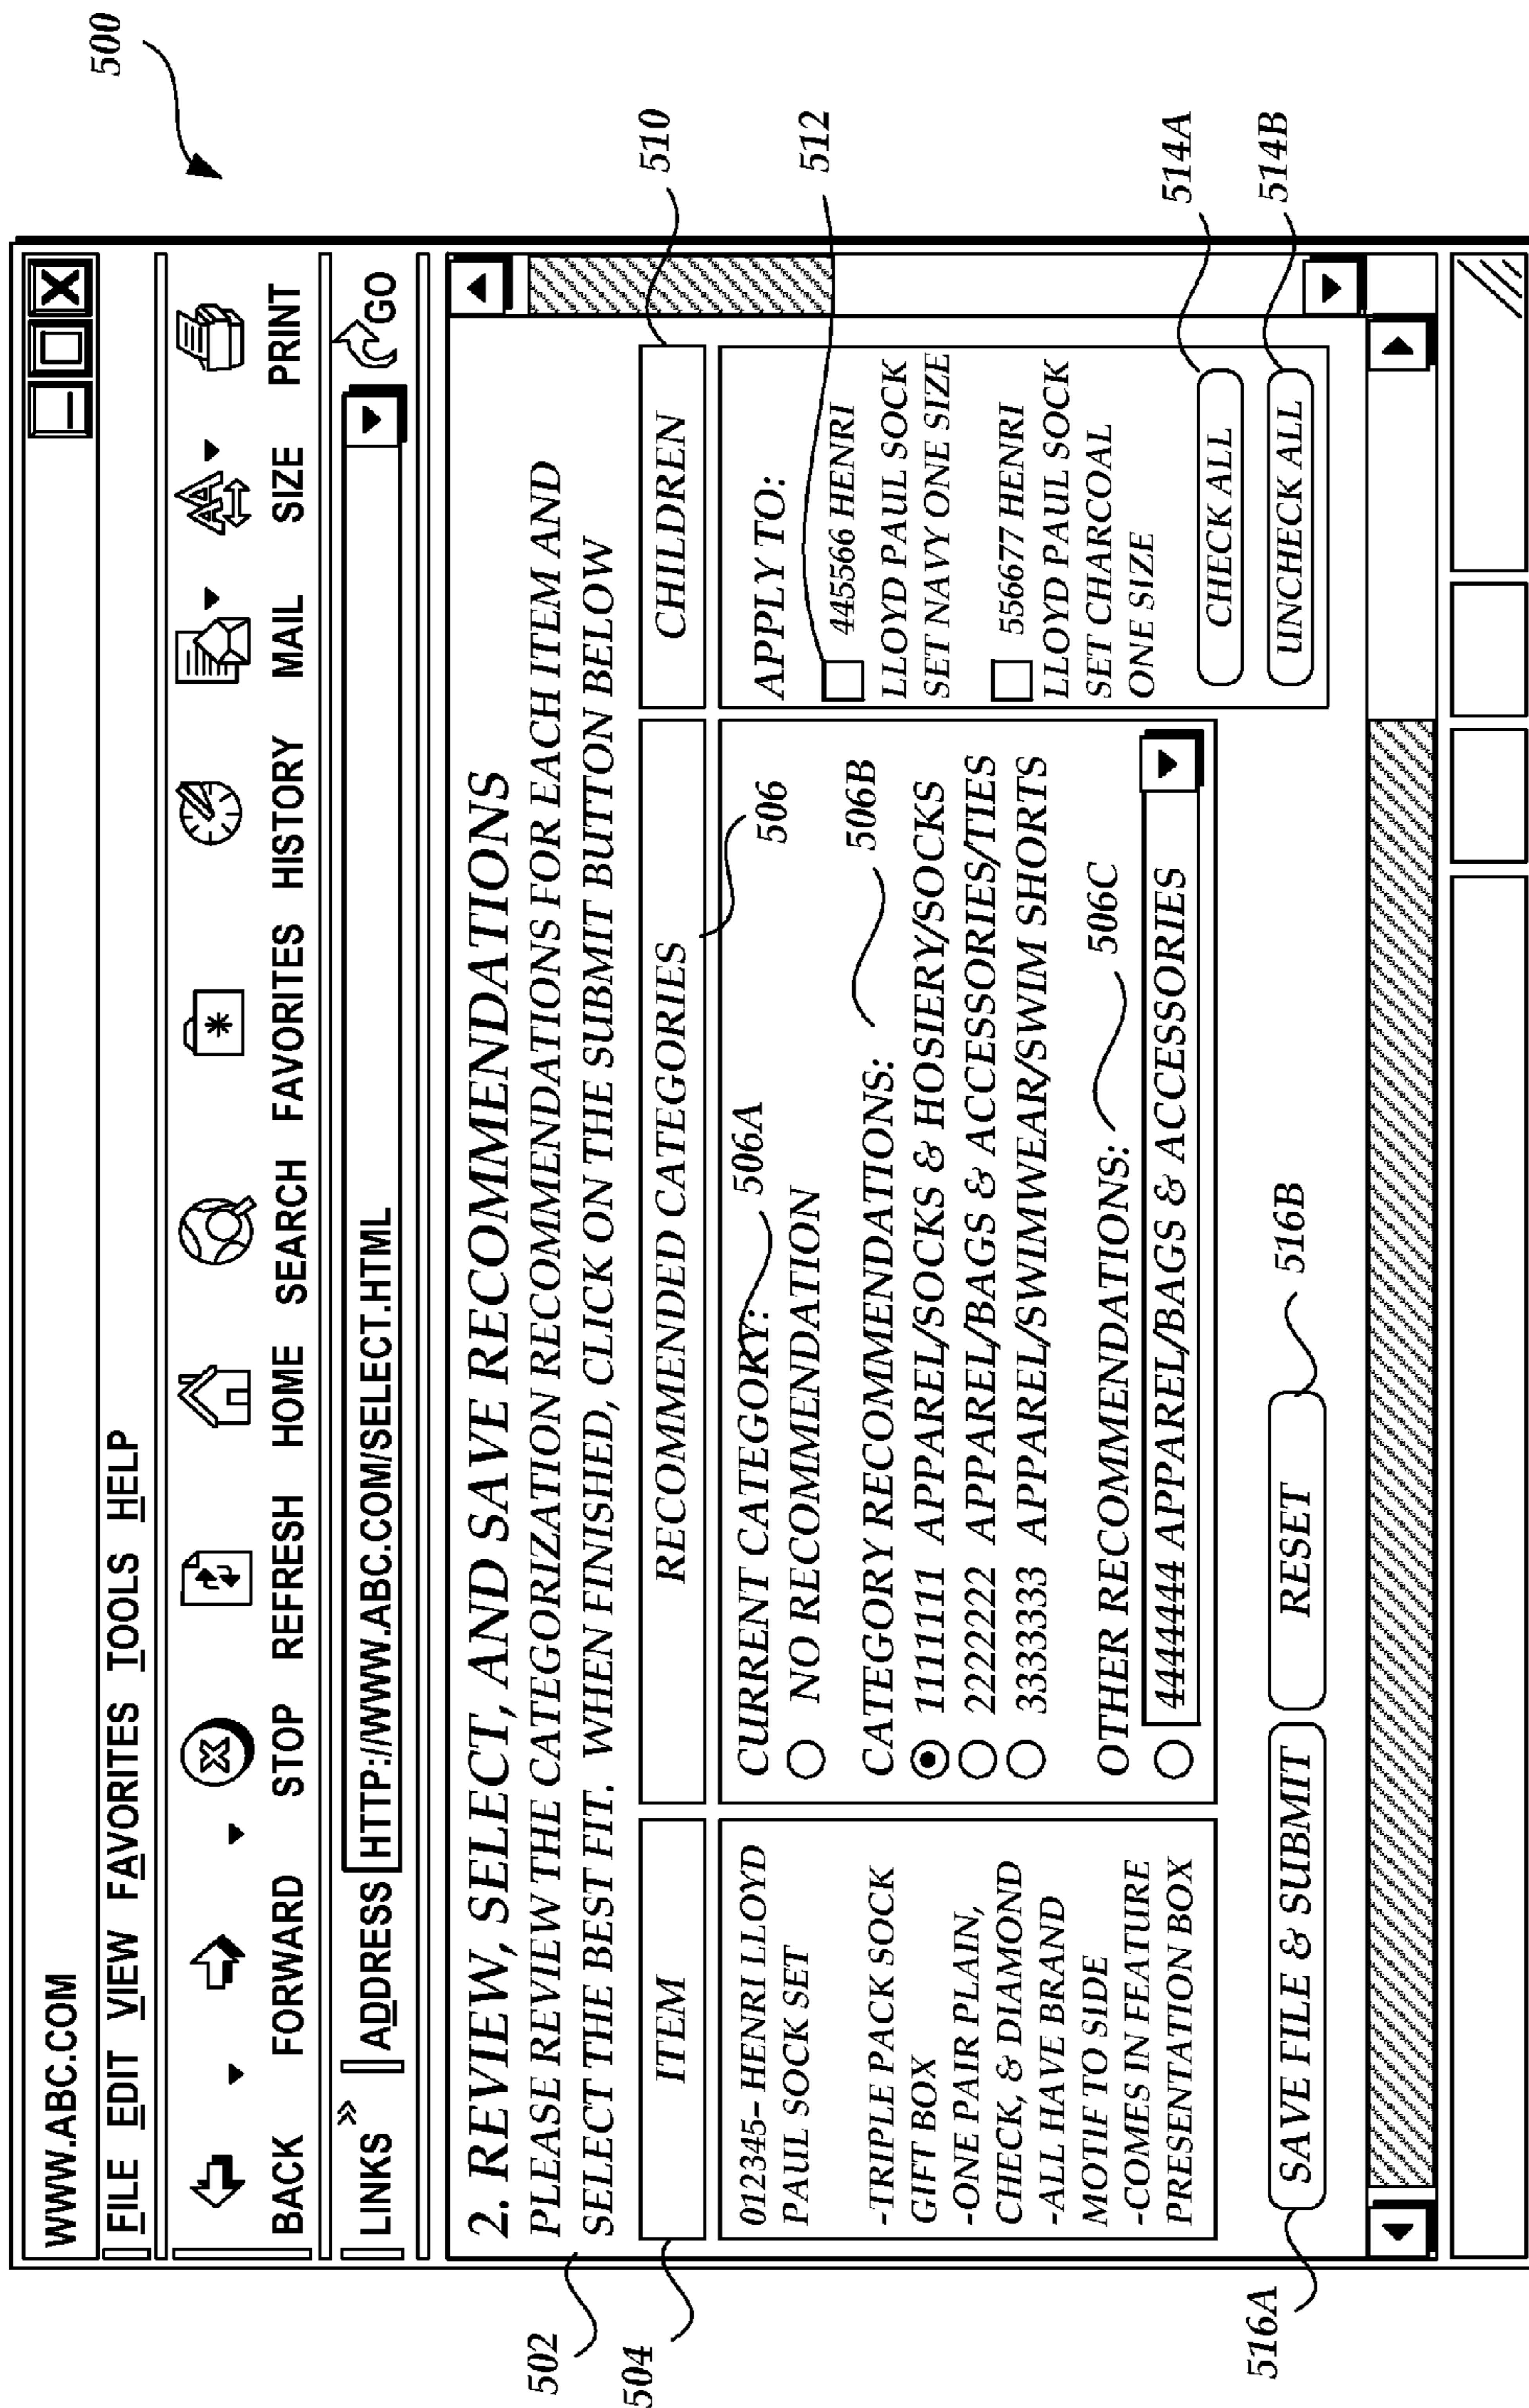 500
WWW.ABC.COM
FILE EDIT VIEW FAVORITES TOOLS HELP
BACK FORWARD STOP REFRESH HOME SEARCH FAVORITES HISTORY MAIL SIZE PRINT
LINKS » ADDRESS HTTP://WWW.ABC.COM/SELECT.HTML GO
502
2. REVIEW, SELECT, AND SAVE RECOMMENDATIONS
PLEASE REVIEW THE CATEGORIZATION RECOMMENDATIONS FOR EACH ITEM AND
SELECT THE BEST FIT. WHEN FINISHED, CLICK ON THE SUBMIT BUTTON BELOW
504
ITEM
012345- HENRI LLOYD
PAUL SOCK SET
-TRIPLE PACK SOCK
GIFT BOX
-ONE PAIR PLAIN,
CHECK, & DIAMOND
-ALL HAVE BRAND
MOTIF TO SIDE
-COMES IN FEATURE
PRESENTATION BOX
RECOMMENDED CATEGORIES
506
CURRENT CATEGORY:
506A
NO RECOMMENDATION
CATEGORY RECOMMENDATIONS:
506B
1111111 APPAREL/SOCKS & HOSIERY/SOCKS
2222222 APPAREL/BAGS & ACCESSORIES/TIES
3333333 APPAREL/SWIMWEAR/SWIM SHORTS
OTHER RECOMMENDATIONS:
506C
4444444 APPAREL/BAGS & ACCESSORIES
CHILDREN
510
APPLY TO:
512
445566 HENRI
LLOYD PAUL SOCK
SET NAVY ONE SIZE
556677 HENRI
LLOYD PAUL SOCK
SET CHARCOAL
ONE SIZE
CHECK ALL
514A
UNCHECK ALL
514B
516A
SAVE FILE & SUBMIT
RESET
516B